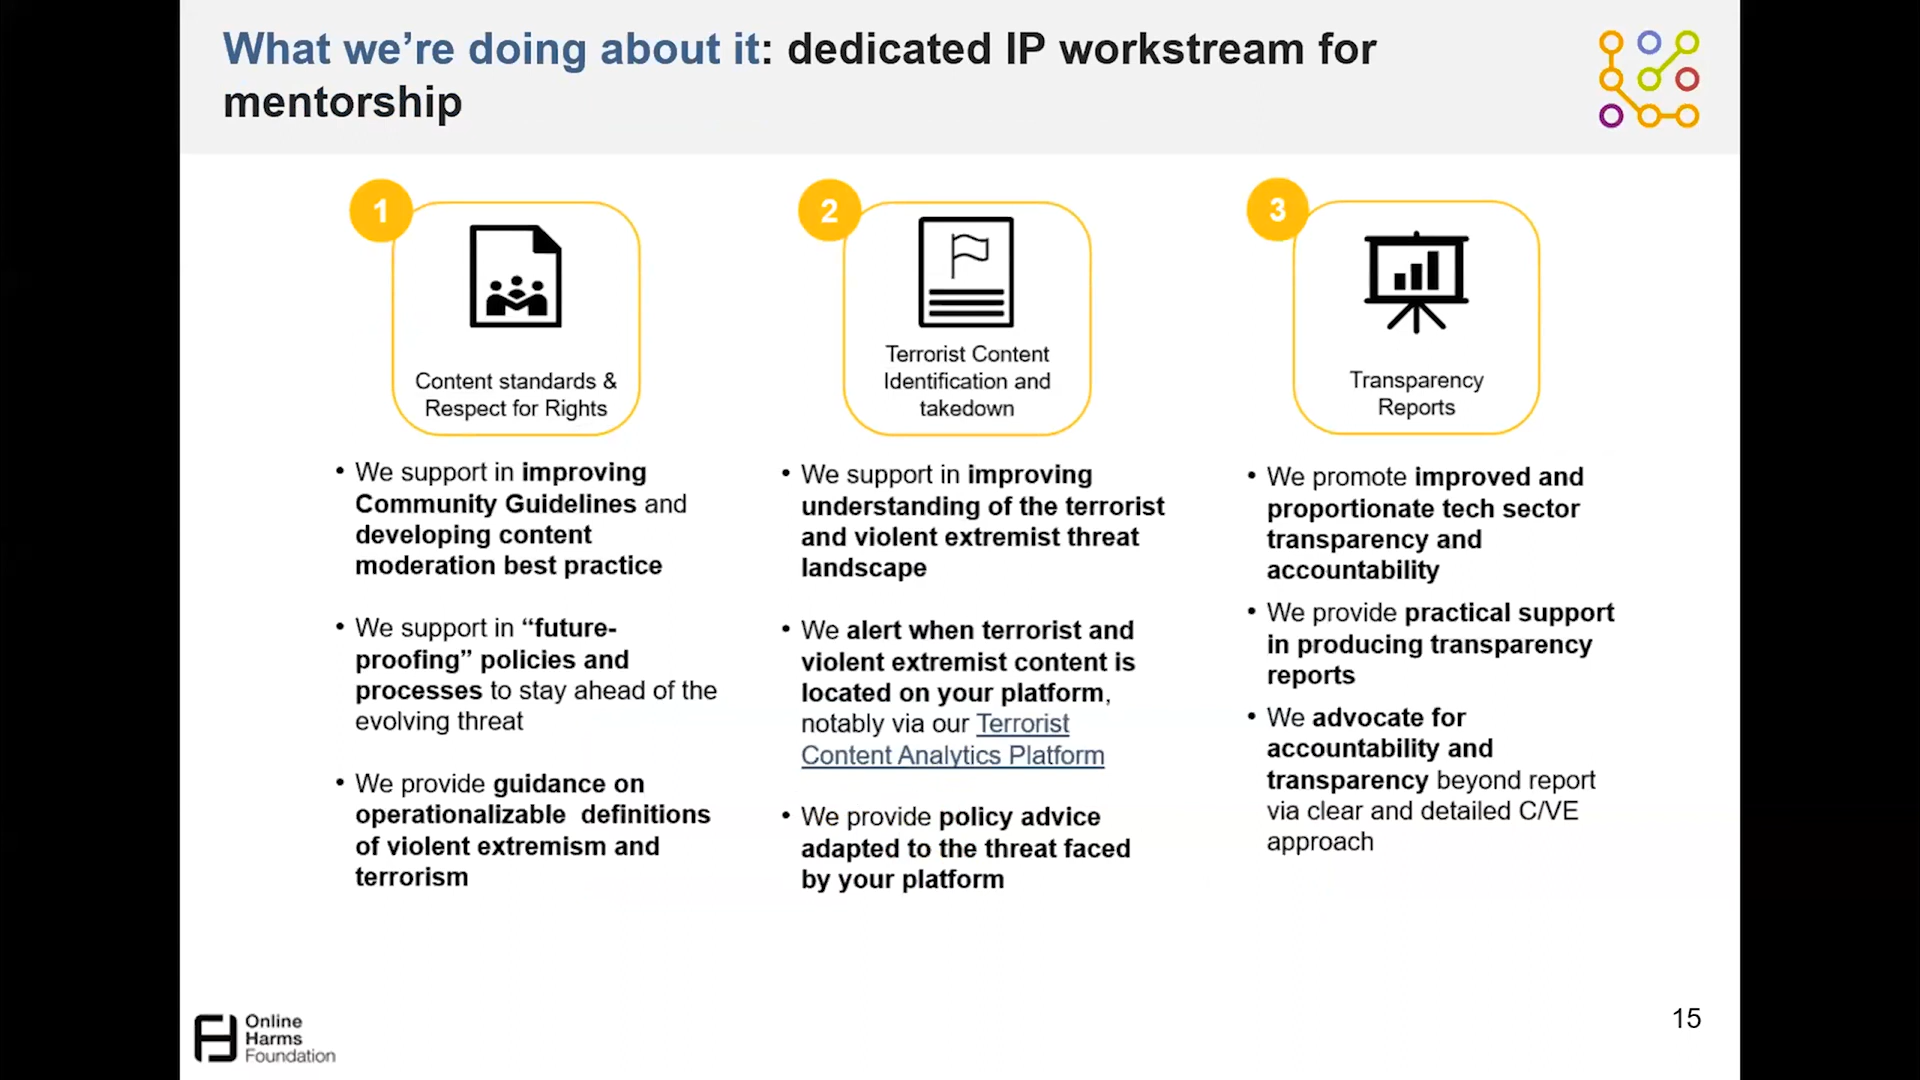 What we're doing about it: dedicated IP workstream for
mentorship
1
Content standards &
Respect for Rights
• We support in improving
Community Guidelines and
developing content
moderation best practice
• We support in “future-
proofing” policies and
processes to stay ahead of the
evolving threat
• We provide guidance on
operationalizable definitions
of violent extremism and
terrorism
2
Terrorist Content
Identification and
takedown
• We support in improving
understanding of the terrorist
and violent extremist threat
landscape
• We alert when terrorist and
violent extremist content is
located on your platform,
notably via our Terrorist
Content Analytics Platform
• We provide policy advice
adapted to the threat faced
by your platform
3
Transparency
Reports
• We promote improved and
proportionate tech sector
transparency and
accountability
• We provide practical support
in producing transparency
reports
• We advocate for
accountability and
transparency beyond report
via clear and detailed C/VE
approach
Online
Harms
Foundation
15